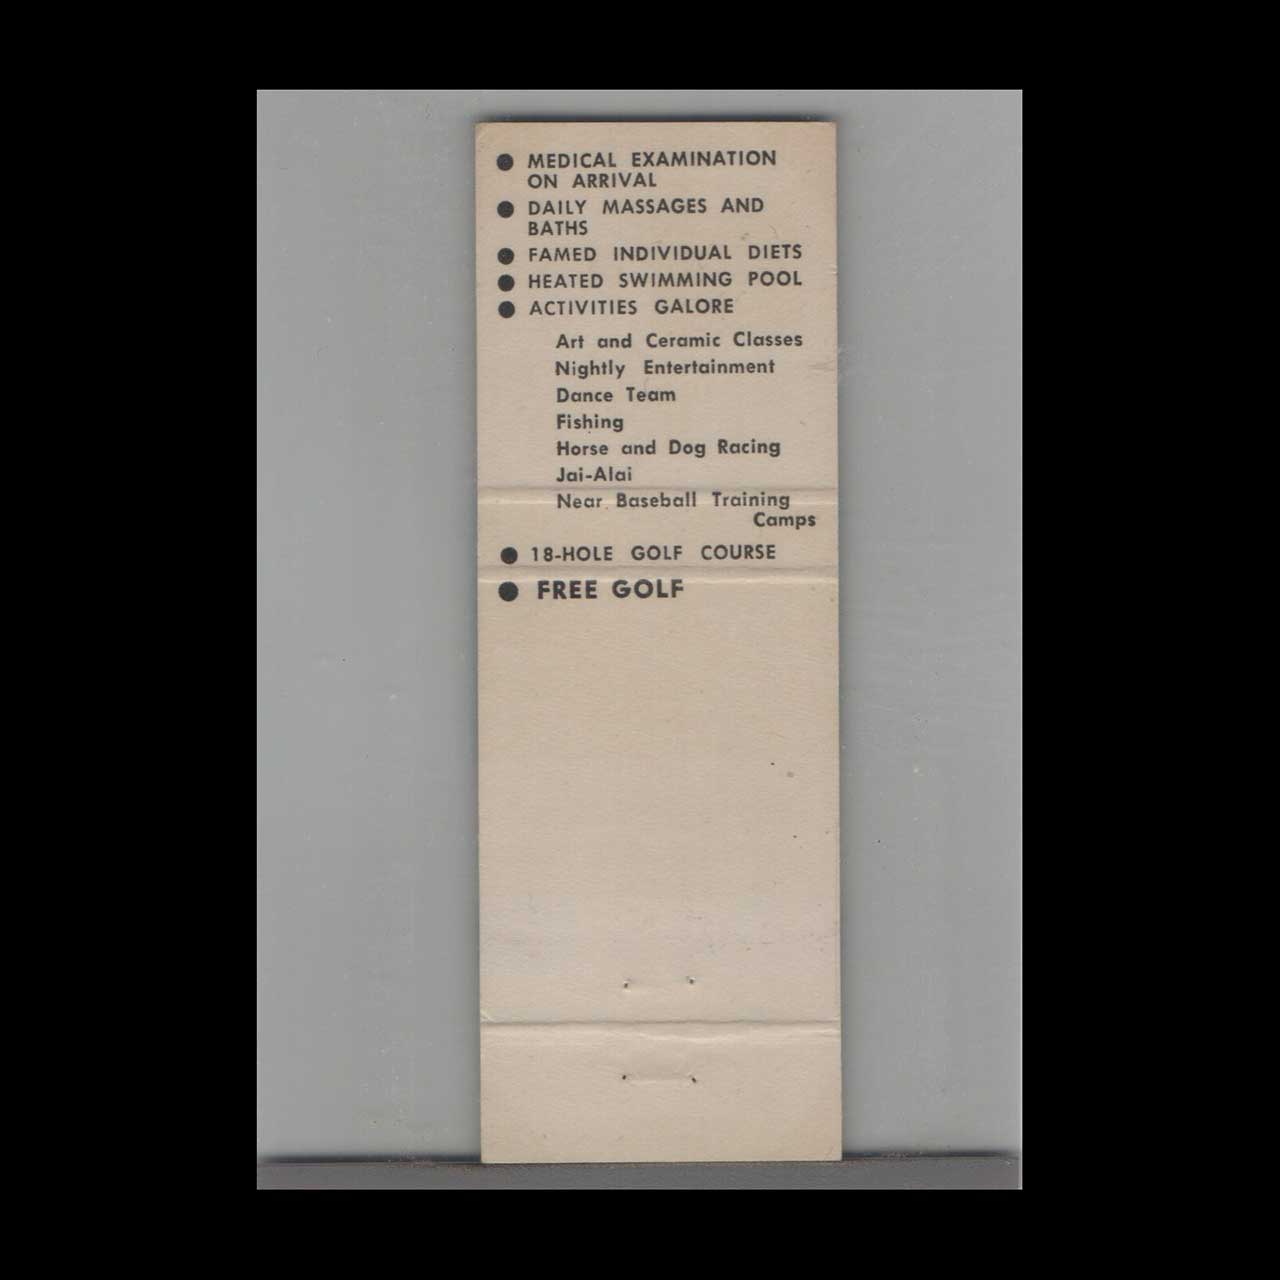 ● MEDICAL EXAMINATION
ON ARRIVAL
● DAILY MASSAGES AND
BATHS
● FAMED INDIVIDUAL DIETS
● HEATED SWIMMING POOL
● ACTIVITIES GALORE
Art and Ceramic Classes
Nightly Entertainment
Dance Team
Fishing
Horse and Dog Racing
Jai-Alai
Near Baseball Training
Camps
● 18-HOLE GOLF COURSE
● FREE GOLF